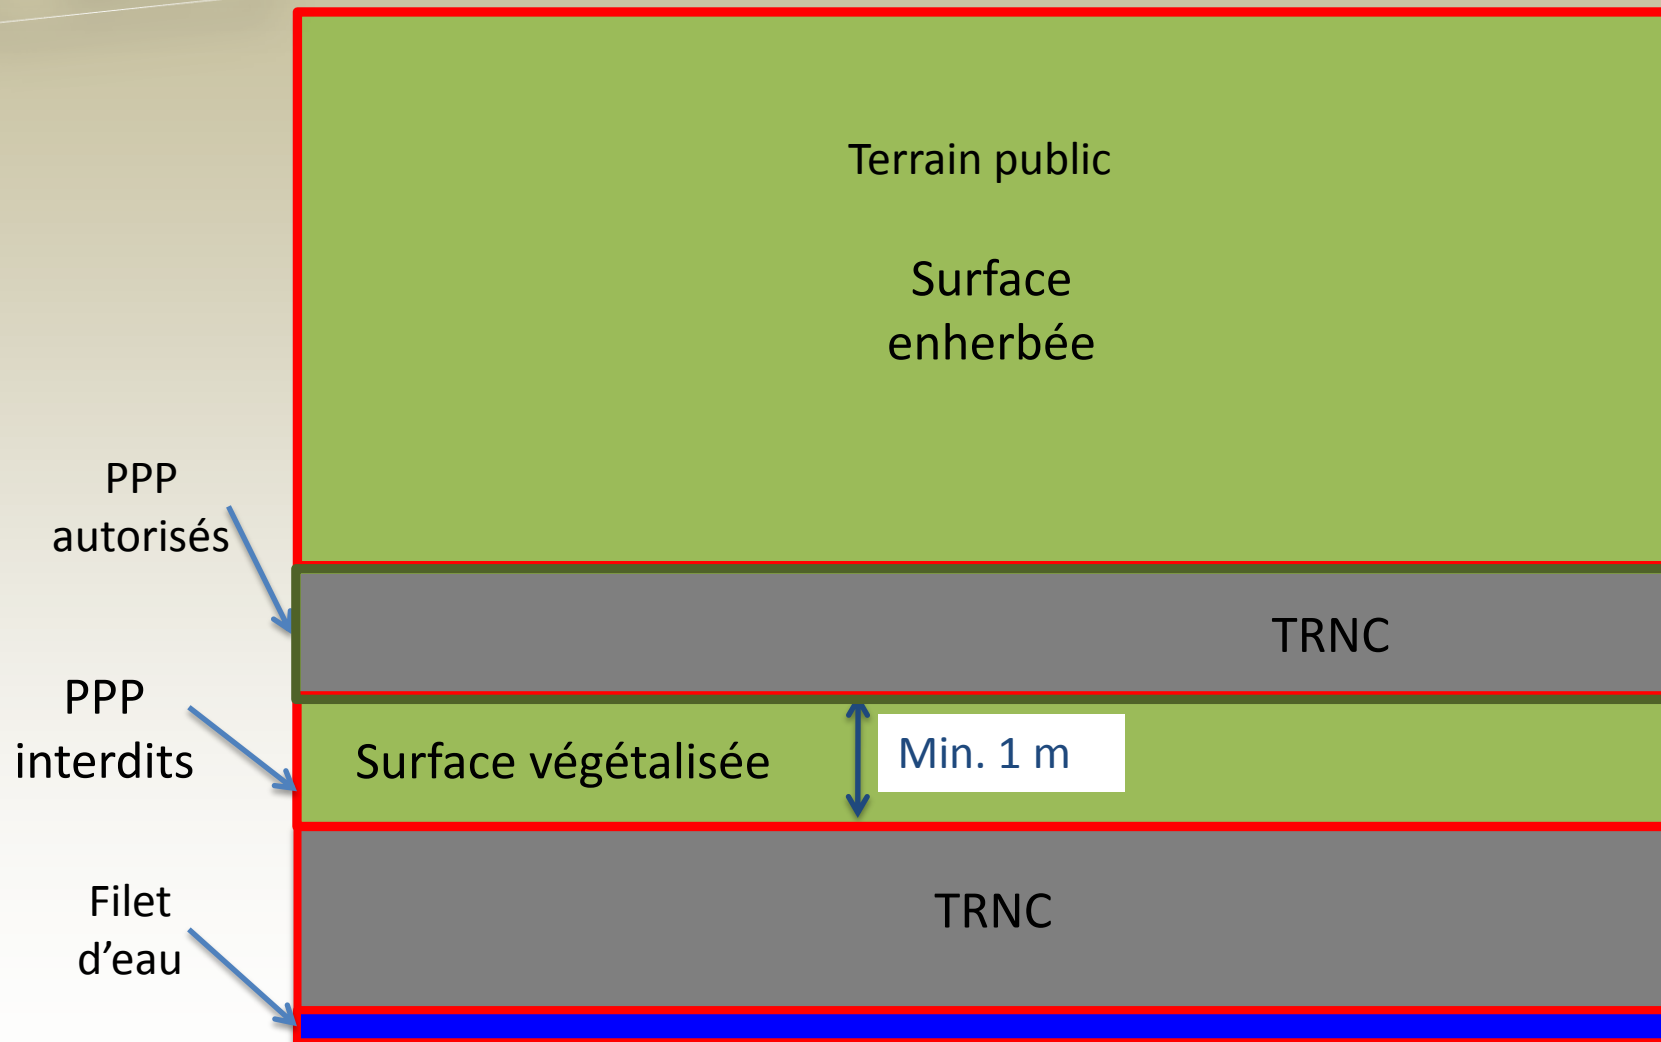 Terrain public
Surface
enherbée
PPP
autorisés
TRNC
PPP
interdits
Surface végétalisée
Min. 1 m
Filet
d’eau
TRNC